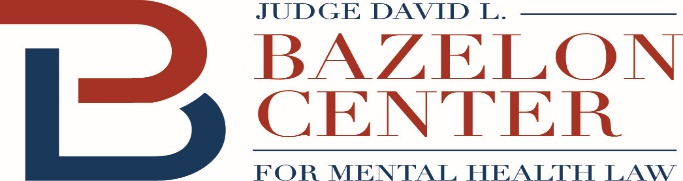 JUDGE DAVID L.
BAZELON
CENTER
FOR MENTAL HEALTH LAW